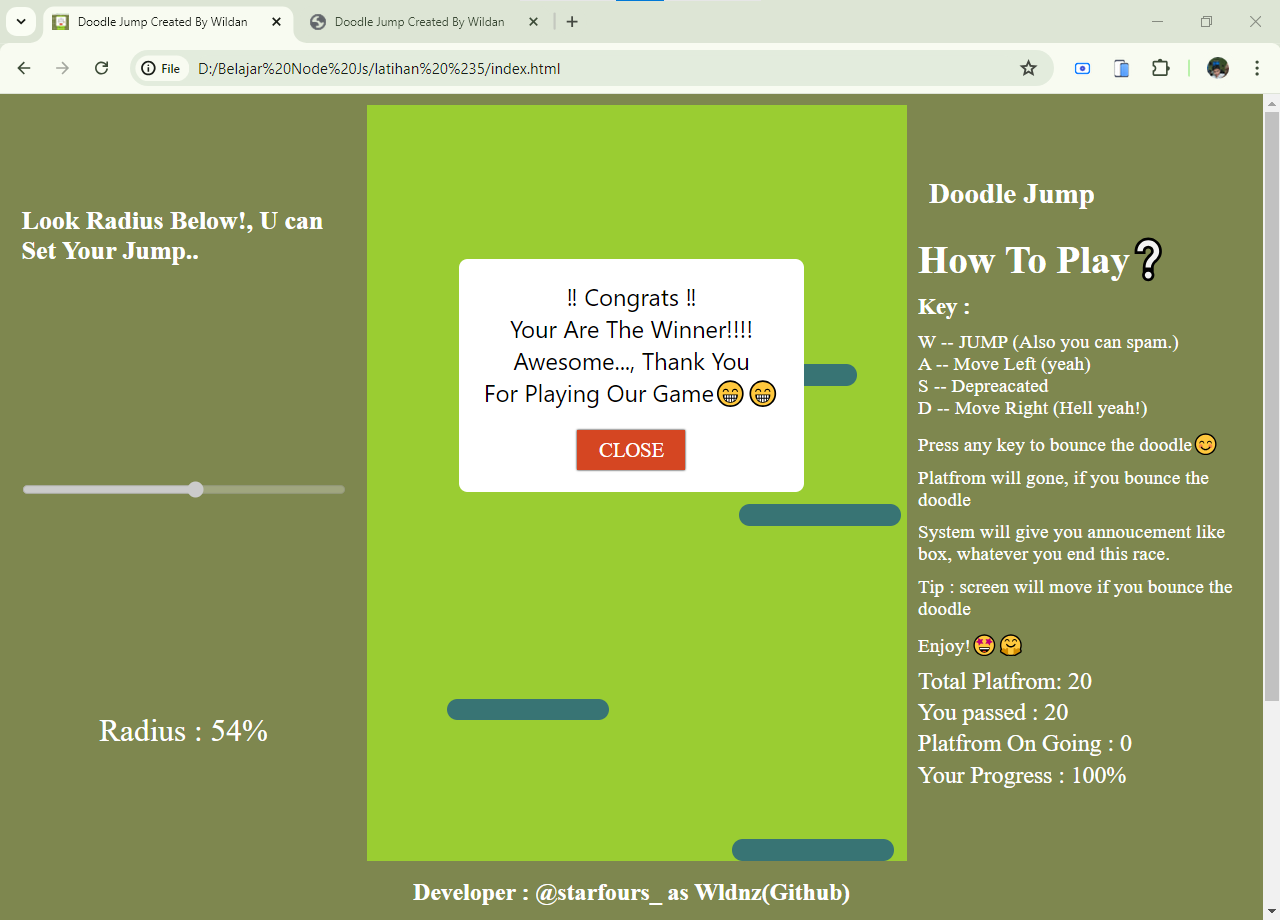 Doodle Jump Created By Wildan
Doodle Jump Created By Wildan
File
D:/Belajar%20Node%20Js/latihan%20%235/index.html
Look Radius Below!, U can
Set Your Jump..
Radius : 54%
‼ Congrats ‼
Your Are The Winner!!!!
Awesome..., Thank You
For Playing Our Game😁😁
CLOSE
Doodle Jump
How To Play❔
Key :
W -- JUMP (Also you can spam.)
A -- Move Left (yeah)
S -- Depreacated
D -- Move Right (Hell yeah!)
Press any key to bounce the doodle😊
Platfrom will gone, if you bounce the
doodle
System will give you annoucement like
box, whatever you end this race.
Tip : screen will move if you bounce the
doodle
Enjoy!🤩🤗
Total Platfrom: 20
You passed : 20
Platfrom On Going : 0
Your Progress : 100%
Developer : @starfours_ as Wldnz(Github)